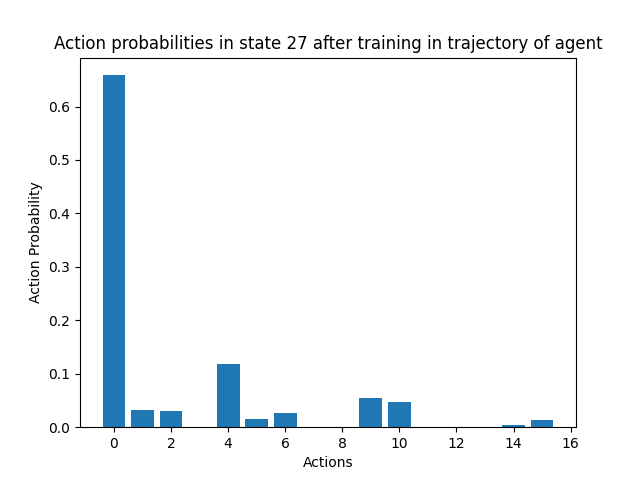 Action probabilities in state 27 after training in trajectory of agent
Action Probability
0.6
0.5
0.4
0.3
0.2
0.1
0.0
0 2 4 6 8 10 12 14 16
Actions